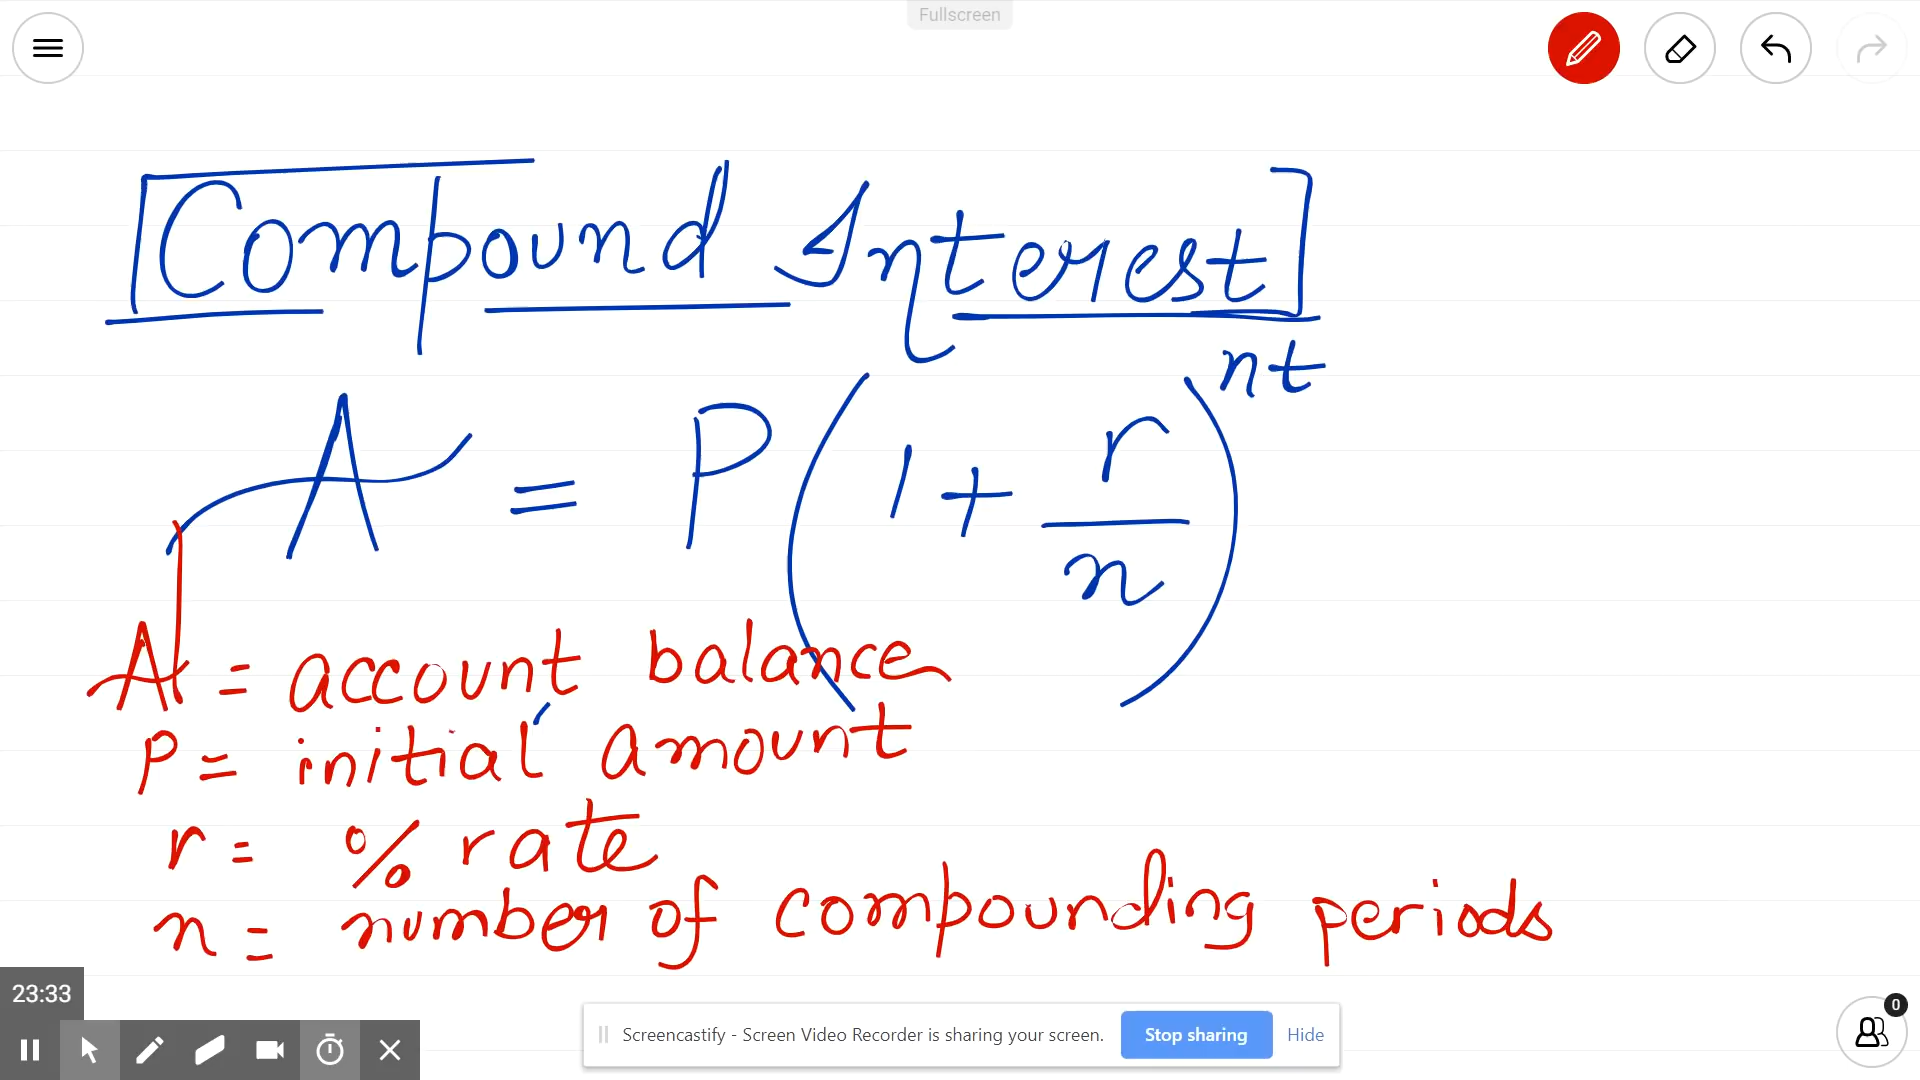 Fullscreen
Compound Interest
A = P(1 + r/n)^nt
A = account balance
P = initial amount
r = % rate
n = number of compounding periods
23:33
Screencastify - Screen Video Recorder is sharing your screen. Stop sharing Hide
0